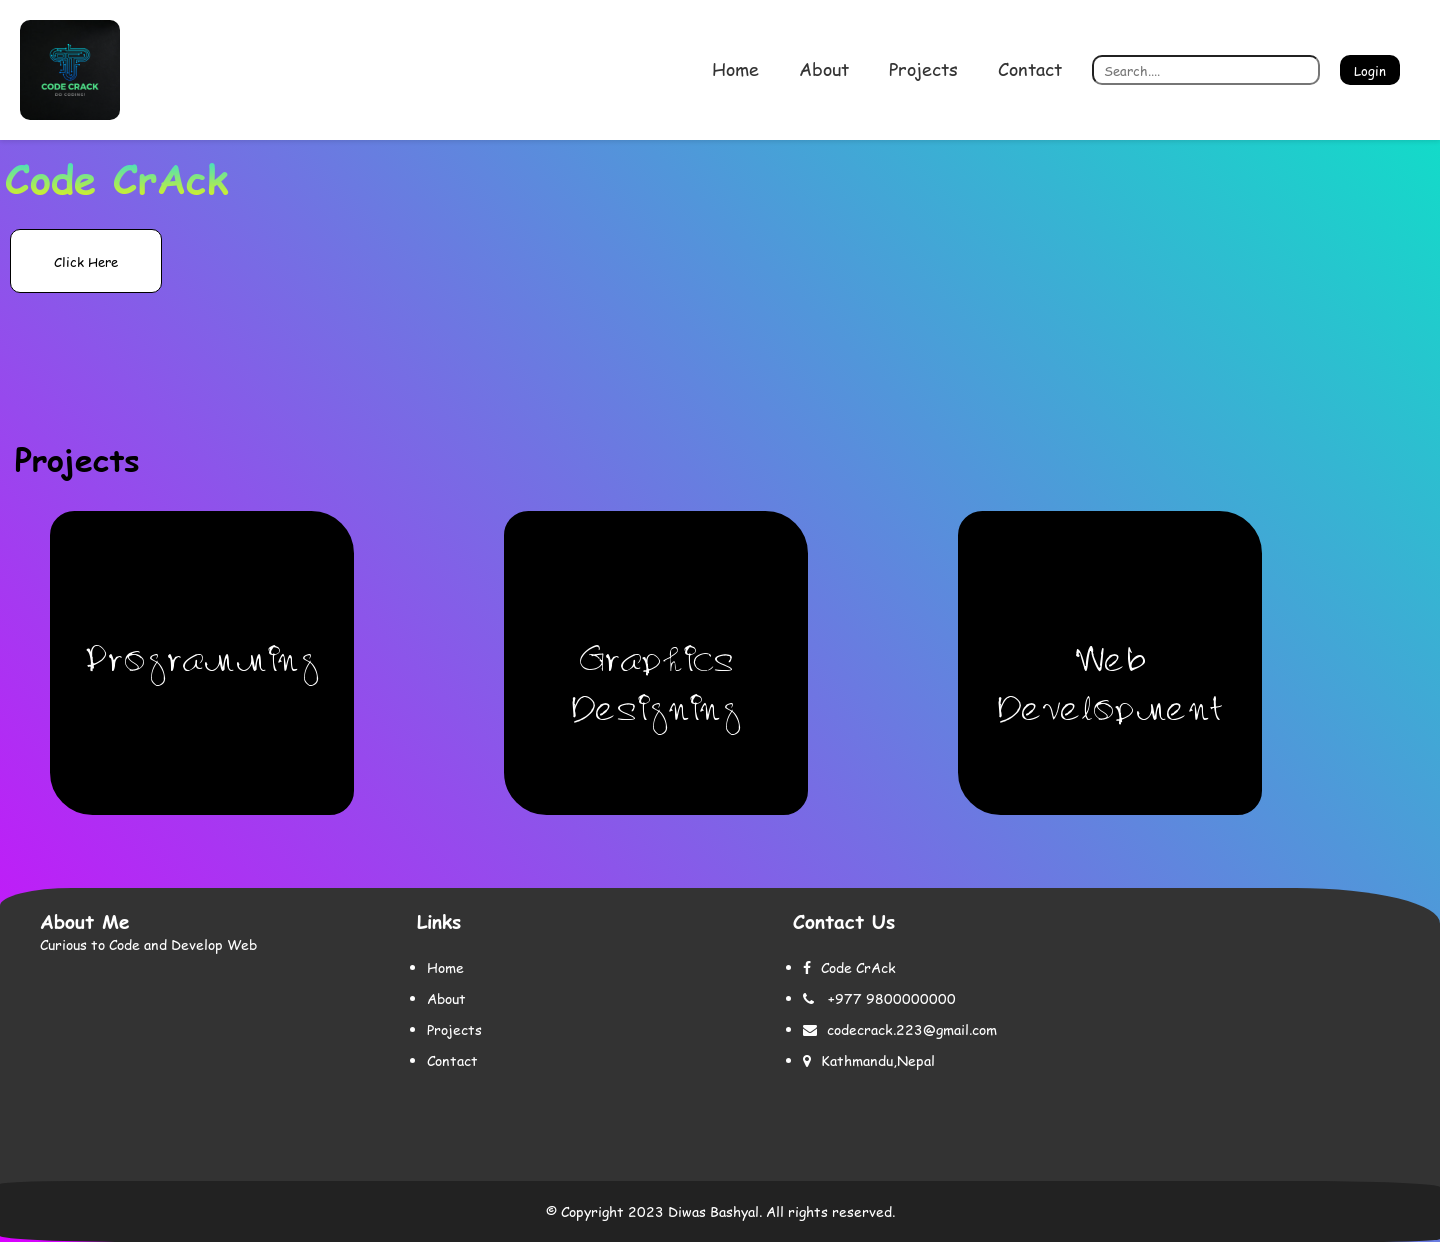 CODE CRACK
DO CODING!
Home About Projects Contact Search.... Login
Code CrAck
Click Here
Projects
Programming
Graphics
Designing
Web
Development
About Me
Curious to Code and Develop Web
Links
Home
About
Projects
Contact
Contact Us
Code CrAck
+977 9800000000
codecrack.223@gmail.com
Kathmandu,Nepal
© Copyright 2023 Diwas Bashyal. All rights reserved.